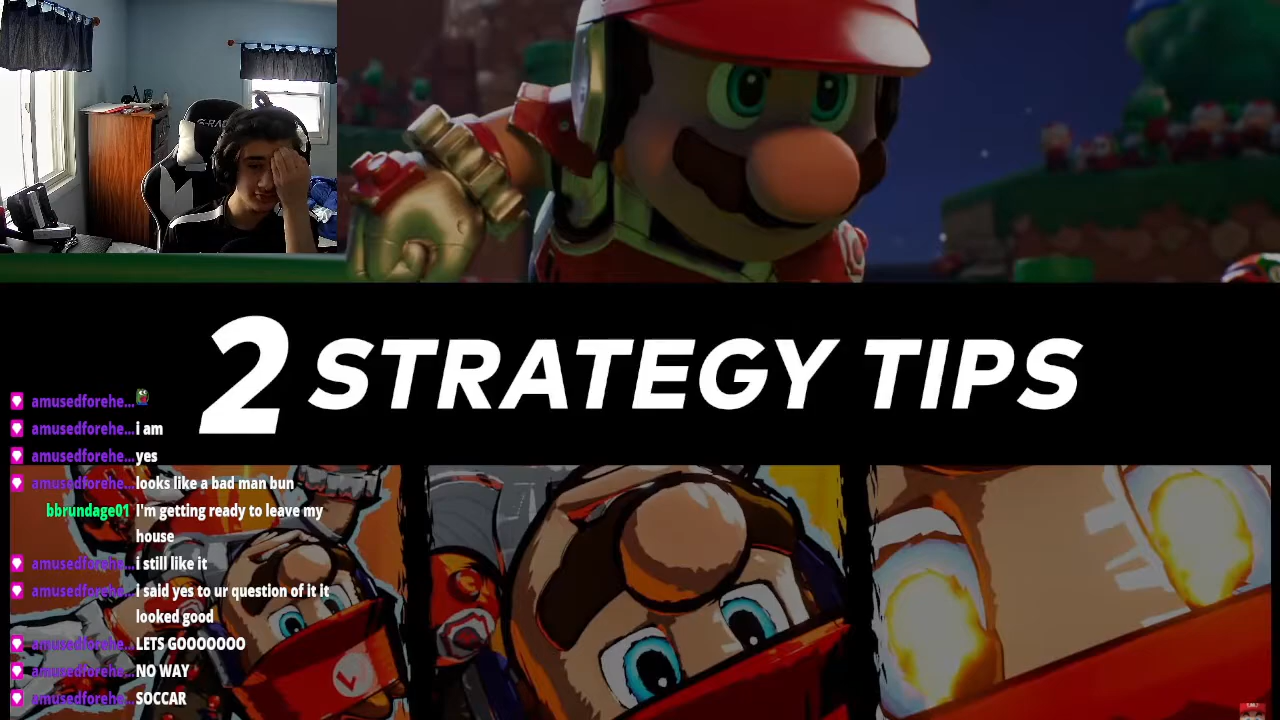 2 STRATEGY TIPS
amusedforehe...
amusedforehe... i am
amusedforehe... yes
amusedforehe... looks like a bad man bun
bbrundage01 I'm getting ready to leave my
house
amusedforehe... i still like it
amusedforehe... I said yes to ur question of it it
looked good
amusedforehe... LETS GOOOOOOO
amusedforehe... NO WAY
amusedforehe... SOCCAR